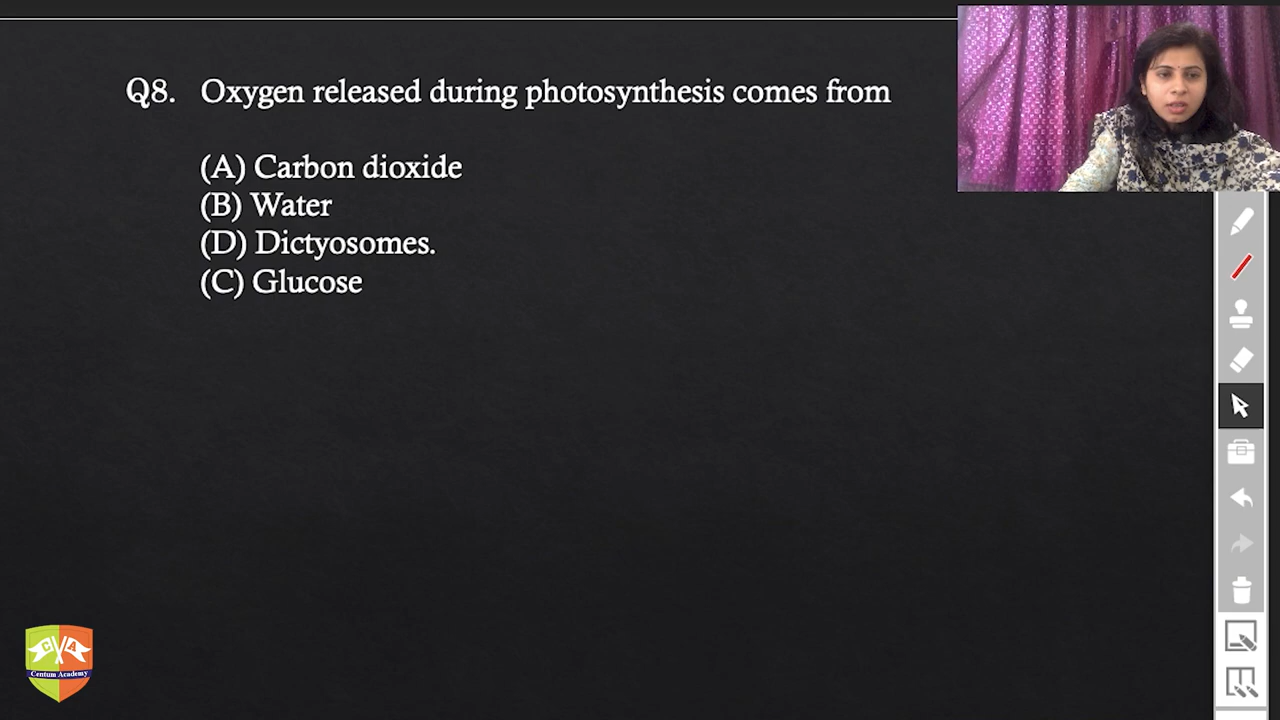 Q8. Oxygen released during photosynthesis comes from
(A) Carbon dioxide
(B) Water
(D) Dictyosomes.
(C) Glucose
C A
Centum Academy